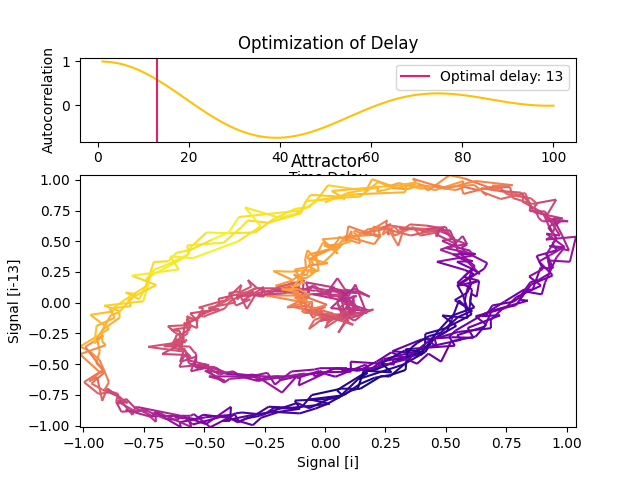 Optimization of Delay
Autocorrelation
1
0
Optimal delay: 13
0 20 40 60 80 100
Attractor
Signal [i-13]
1.00
0.75
0.50
0.25
0.00
−0.25
−0.50
−0.75
−1.00
−1.00 −0.75 −0.50 −0.25 0.00 0.25 0.50 0.75 1.00
Signal [i]